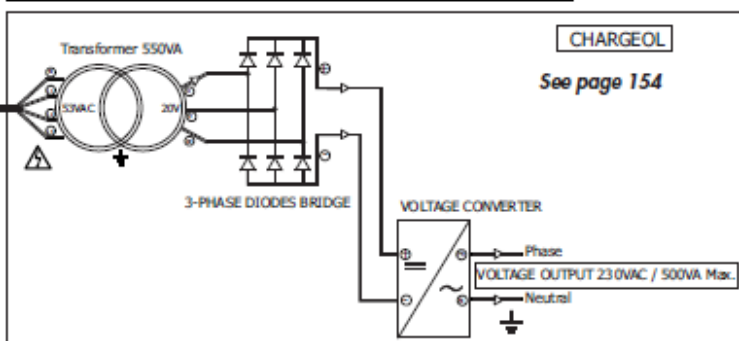 Transformer 550VA
CHARGEOL
See page 154
53VAC
20V
3-PHASE DIODES BRIDGE
VOLTAGE CONVERTER
Phase
VOLTAGE OUTPUT 230VAC / 500VA Max.
Neutral